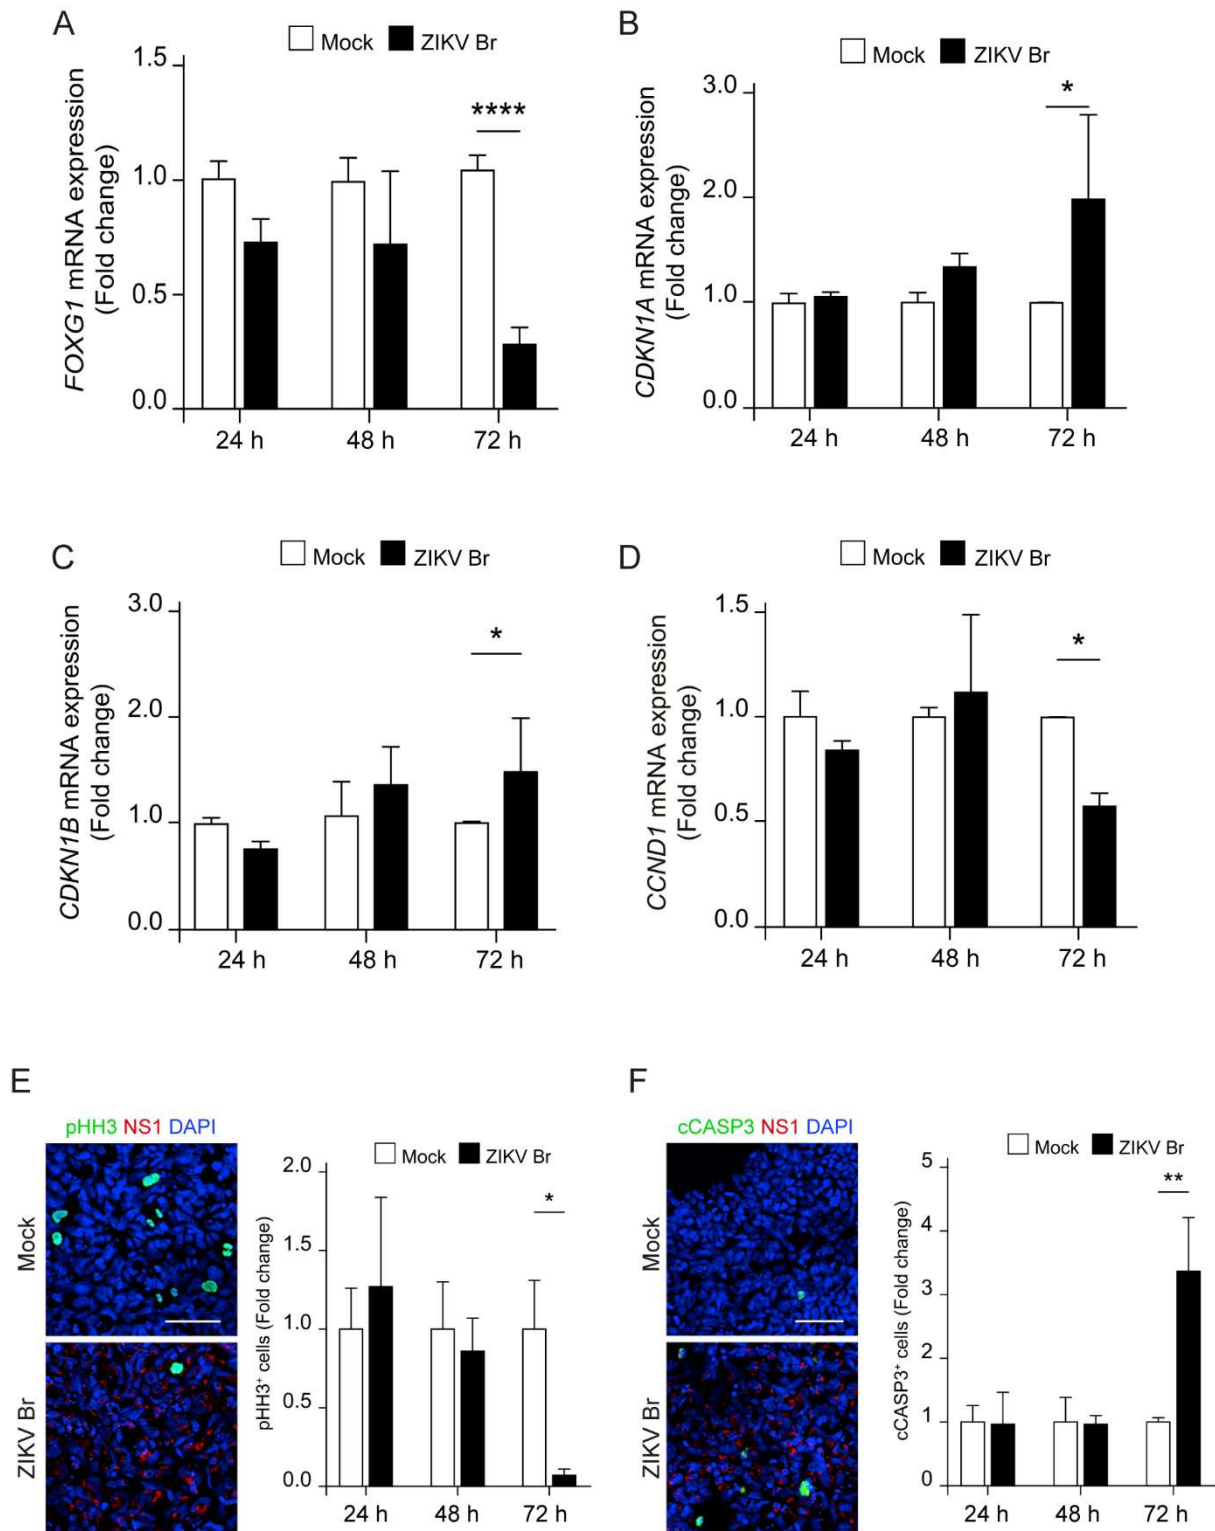 A
Mock ZIKV Br
FOXG1 mRNA expression
(Fold change)
1.5
1.0
0.5
0.0
****
24 h 48 h 72 h
B
Mock ZIKV Br
CDKN1A mRNA expression
(Fold change)
3.0
2.0
1.0
0.0
*
24 h 48 h 72 h
C
Mock ZIKV Br
CDKN1B mRNA expression
(Fold change)
3.0
2.0
1.0
0.0
*
24 h 48 h 72 h
D
Mock ZIKV Br
CCND1 mRNA expression
(Fold change)
1.5
1.0
0.5
0.0
*
24 h 48 h 72 h
E
pHH3 NS1 DAPI
Mock
ZIKV Br
Mock ZIKV Br
pHH3⁺ cells (Fold change)
2.0
1.5
1.0
0.5
0.0
*
24 h 48 h 72 h
F
cCASP3 NS1 DAPI
Mock
ZIKV Br
Mock ZIKV Br
cCASP3⁺ cells (Fold change)
5
4
3
2
1
0
**
24 h 48 h 72 h